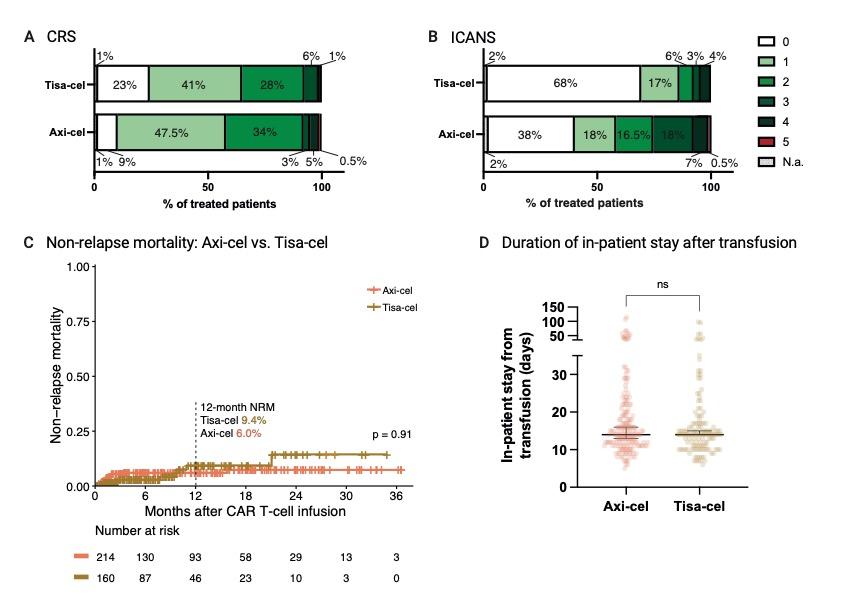 A CRS
1% 6% 1%
Tisa-cel 23% 41% 28%
Axi-cel 47.5% 34%
1% 9% 3% 5% 0.5%
0 50 100
% of treated patients
B ICANS
2% 6% 3% 4%
Tisa-cel 68% 17%
Axi-cel 38% 18% 16.5% 18%
2% 7% 0.5%
0 50 100
% of treated patients
0
1
2
3
4
5
N.a.
C Non-relapse mortality: Axi-cel vs. Tisa-cel
Non–relapse mortality
1.00
0.75
0.50
0.25
0.00
Axi-cel
Tisa-cel
12-month NRM
Tisa-cel 9.4%
Axi-cel 6.0%
p = 0.91
0 6 12 18 24 30 36
Months after CAR T-cell infusion
Number at risk
214 130 93 58 29 13 3
160 87 46 23 10 3 0
D Duration of in-patient stay after transfusion
In-patient stay from
transfusion (days)
ns
150
100
50
30
20
10
0
Axi-cel Tisa-cel